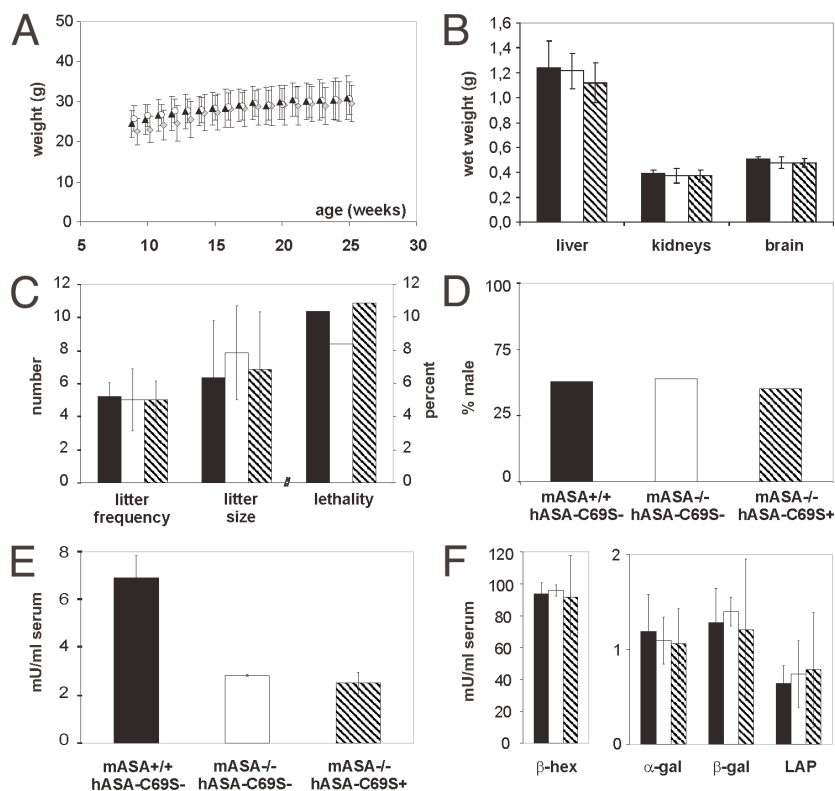 A
50
40
30
20
10
0
weight (g)
age (weeks)
5 10 15 20 25 30
B
1,6
1,4
1,2
1,0
0,8
0,6
0,4
0,2
0,0
wet weight (g)
liver kidneys brain
C
12
10
8
6
4
2
0
number
12
10
8
6
4
2
0
percent
litter frequency
litter size
lethality
D
100
75
25
0
% male
mASA+/+ mASA-/- mASA-/-
hASA-C69S- hASA-C69S- hASA-C69S+
E
8
6
4
2
0
mU/ml serum
mASA+/+ mASA-/- mASA-/-
hASA-C69S- hASA-C69S- hASA-C69S+
F
120
100
80
60
40
20
0
mU/ml serum
β-hex
2
1
0
α-gal β-gal LAP